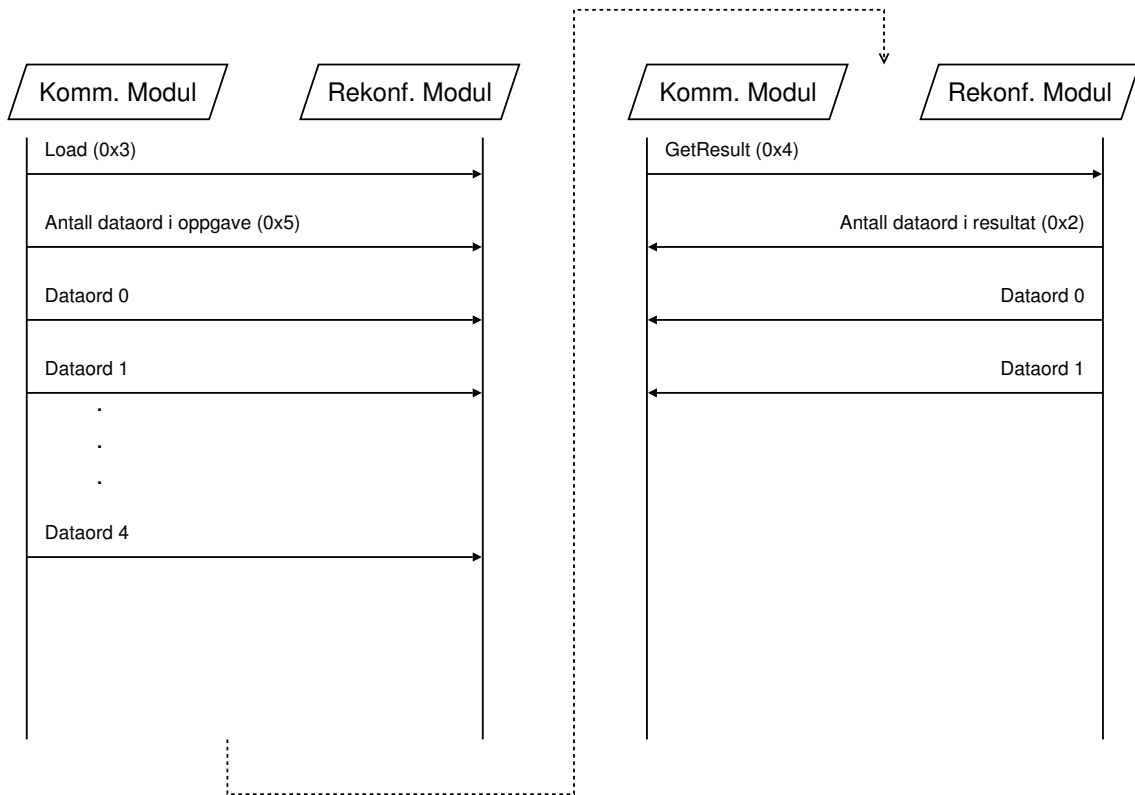 Komm. Modul
Rekonf. Modul
Load (0x3)
Antall dataord i oppgave (0x5)
Dataord 0
Dataord 1
.
.
.
Dataord 4
Komm. Modul
Rekonf. Modul
GetResult (0x4)
Antall dataord i resultat (0x2)
Dataord 0
Dataord 1